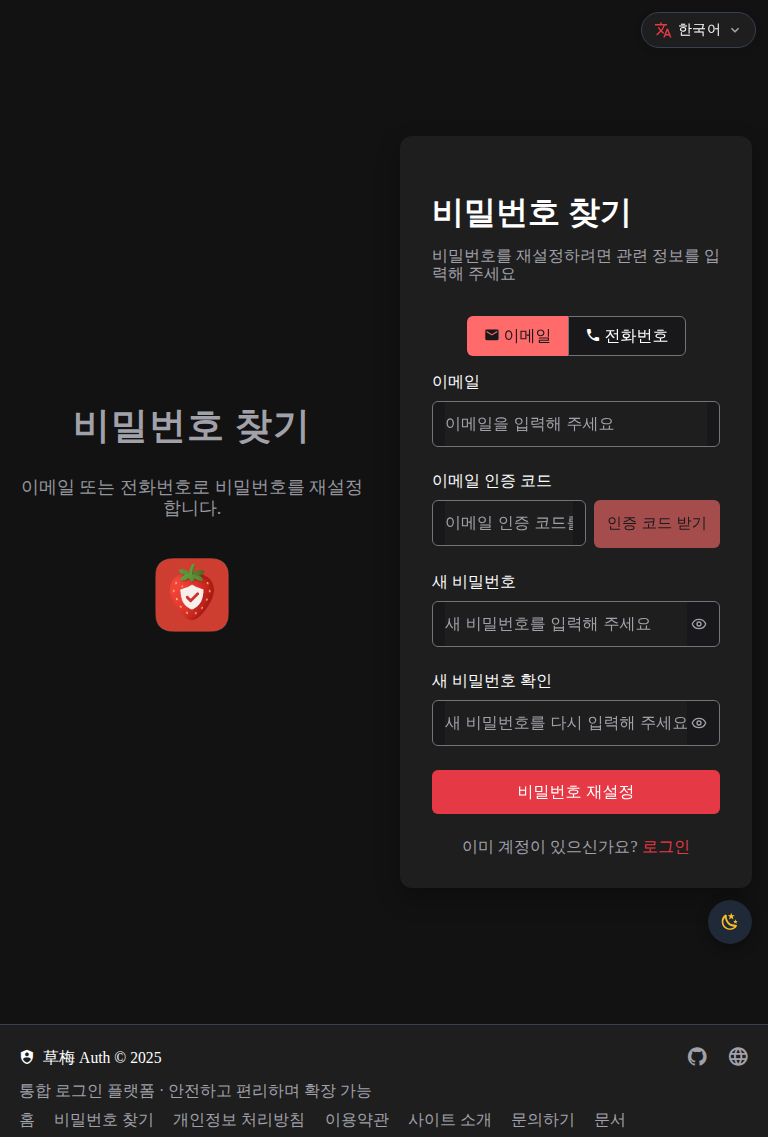 한국어
비밀번호 찾기
이메일 또는 전화번호로 비밀번호를 재설정
합니다.
비밀번호 찾기
비밀번호를 재설정하려면 관련 정보를 입
력해 주세요
이메일 전화번호
이메일
이메일을 입력해 주세요
이메일 인증 코드
이메일 인증 코드를 인증 코드 받기
새 비밀번호
새 비밀번호를 입력해 주세요
새 비밀번호 확인
새 비밀번호를 다시 입력해 주세요
비밀번호 재설정
이미 계정이 있으신가요? 로그인
草梅 Auth © 2025
통합 로그인 플랫폼 · 안전하고 편리하며 확장 가능
홈 비밀번호 찾기 개인정보 처리방침 이용약관 사이트 소개 문의하기 문서